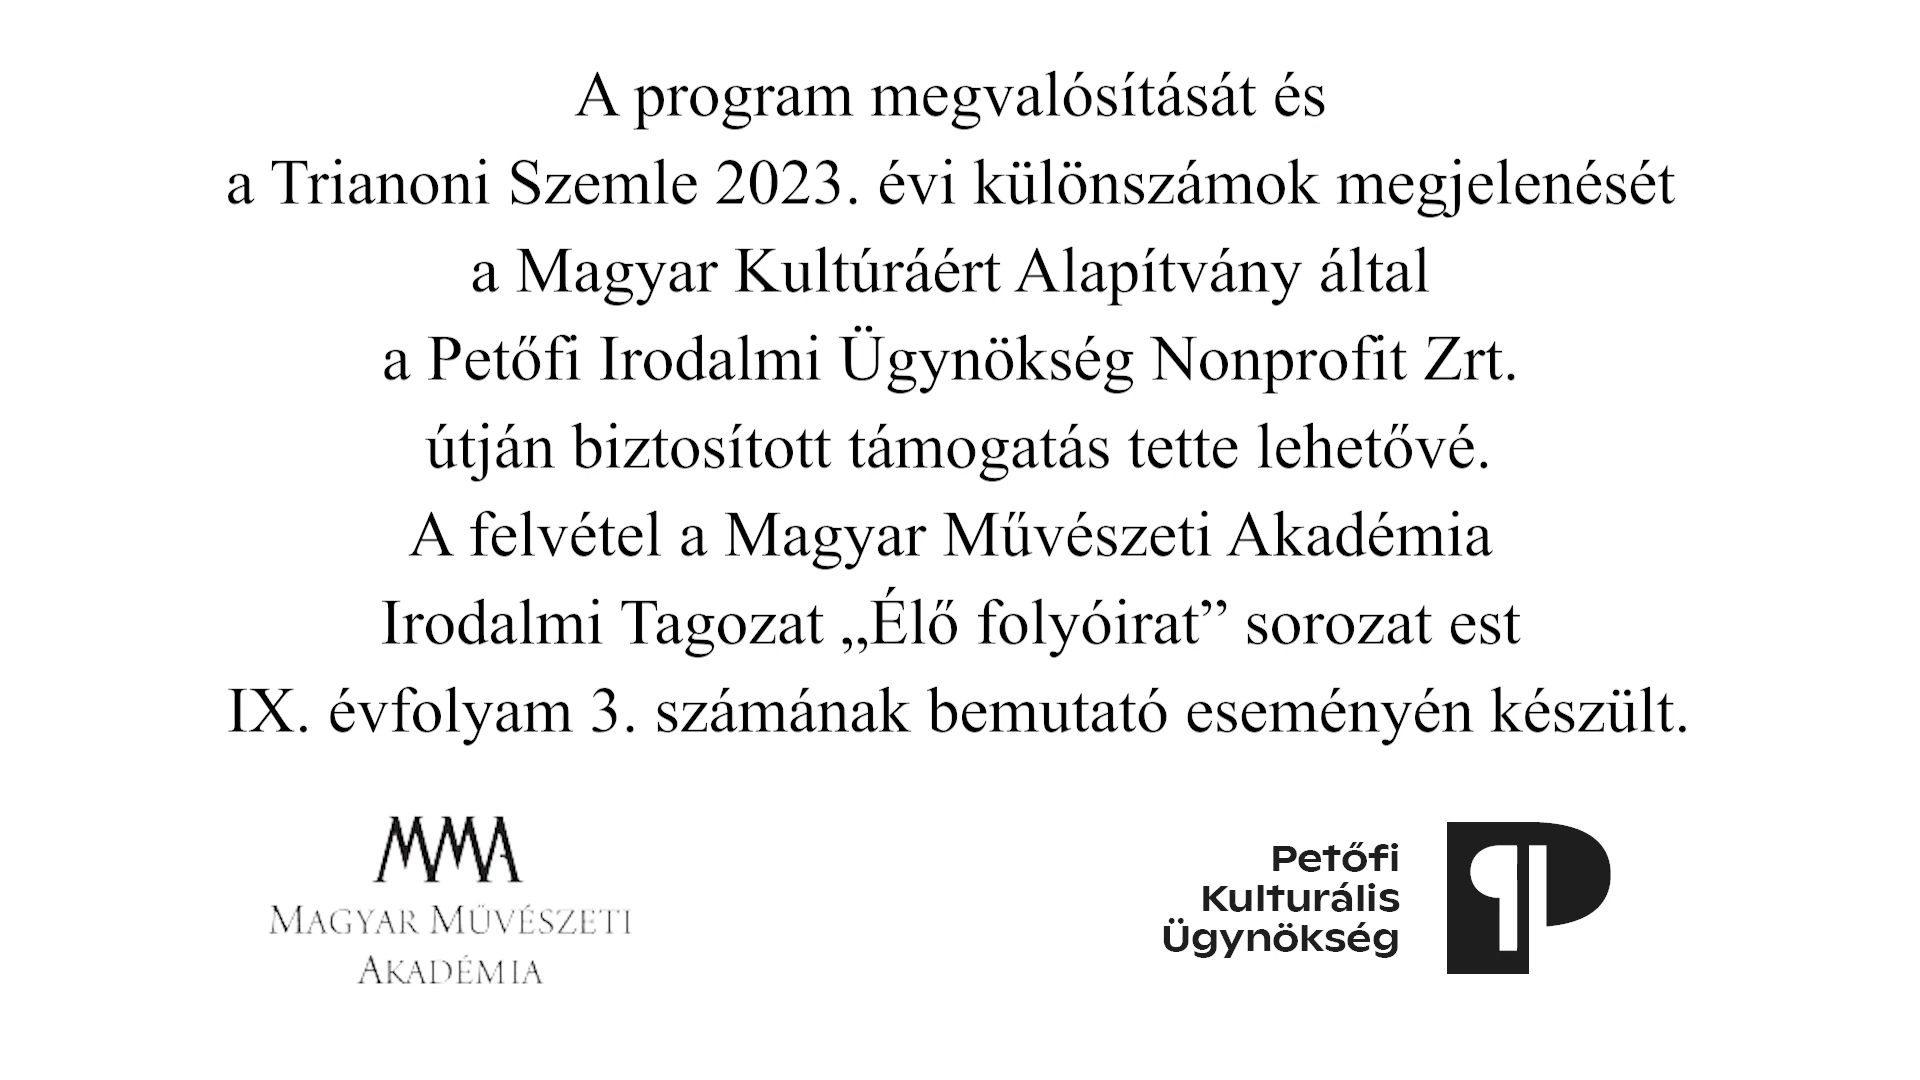 A program megvalósítását és
a Trianoni Szemle 2023. évi különszámok megjelenését
a Magyar Kultúráért Alapítvány által
a Petőfi Irodalmi Ügynökség Nonprofit Zrt.
útján biztosított támogatás tette lehetővé.
A felvétel a Magyar Művészeti Akadémia
Irodalmi Tagozat „Élő folyóirat” sorozat est
IX. évfolyam 3. számának bemutató eseményén készült.
MMA
MAGYAR MŰVÉSZETI
AKADÉMIA
Petőfi
Kulturális
Ügynökség